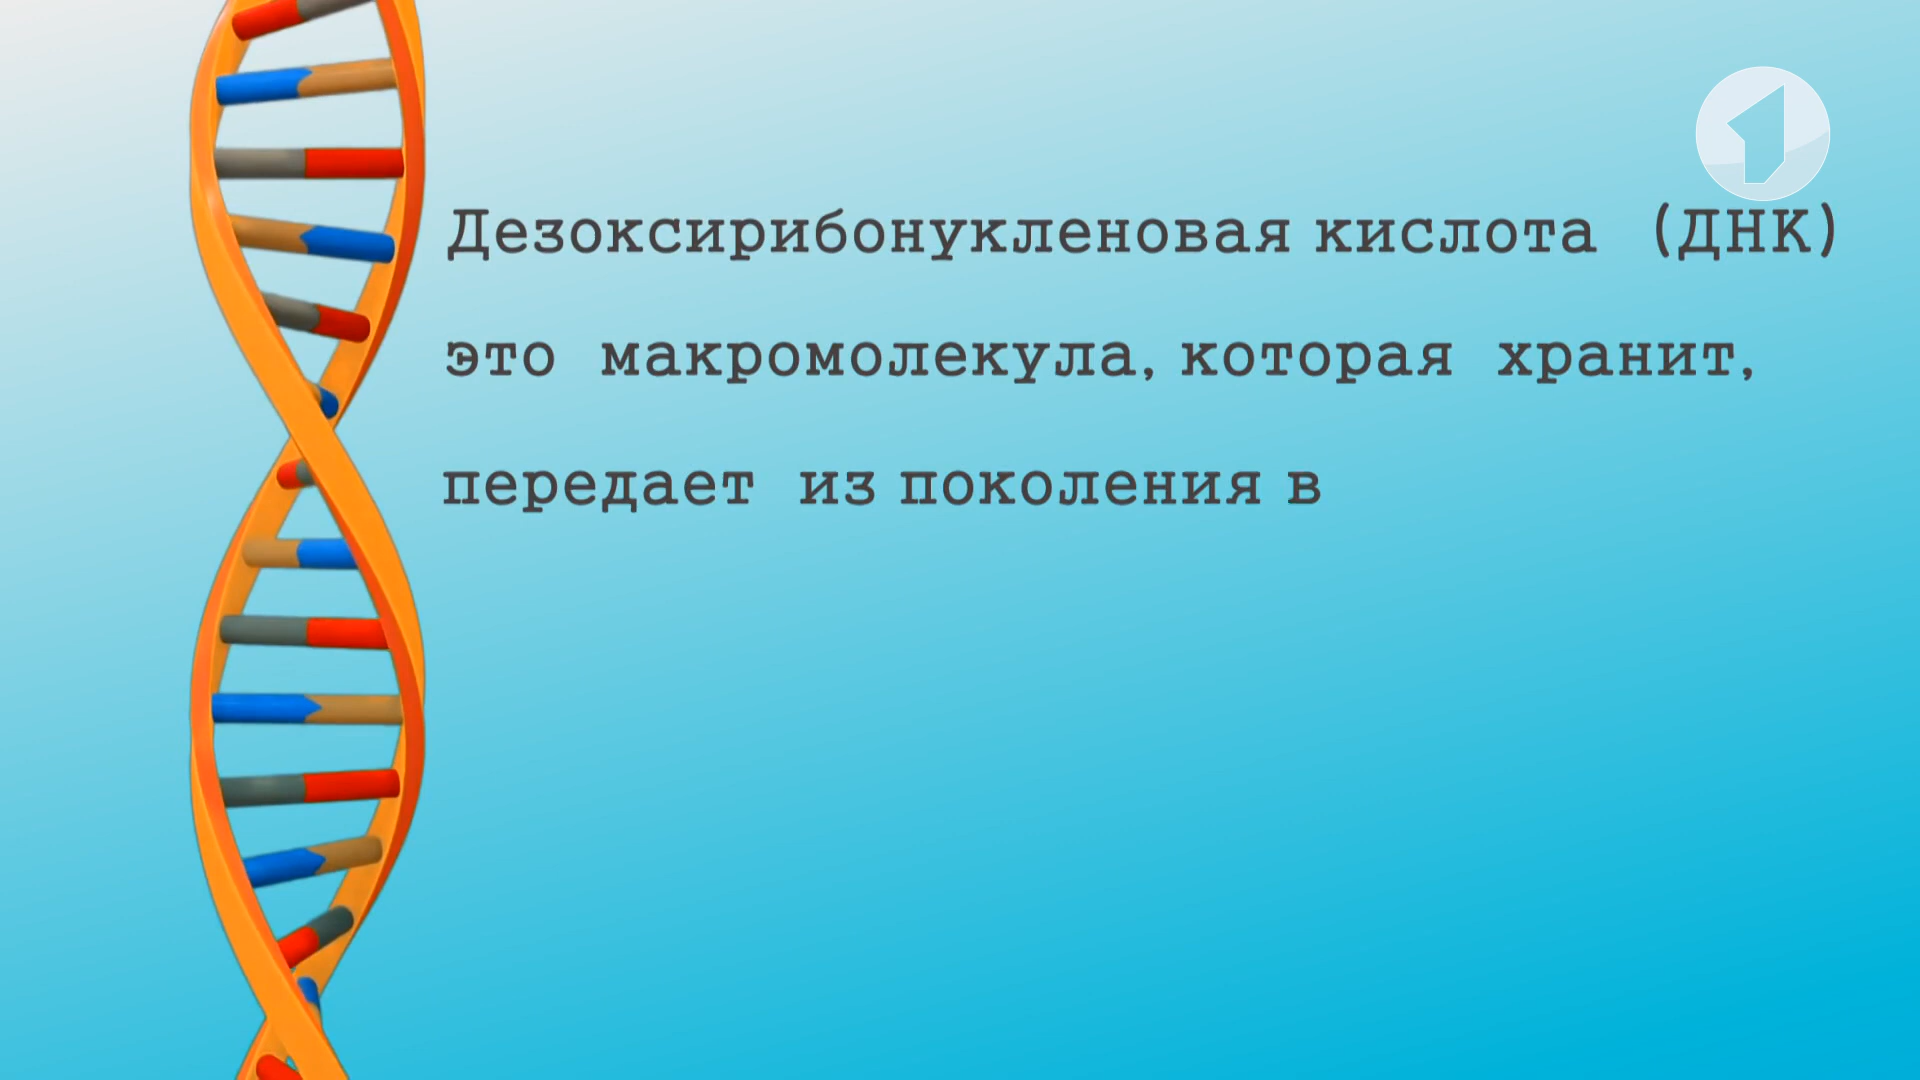 Дезоксирибонукленовая кислота (ДНК)
это макромолекула, которая хранит,
передает из поколения в